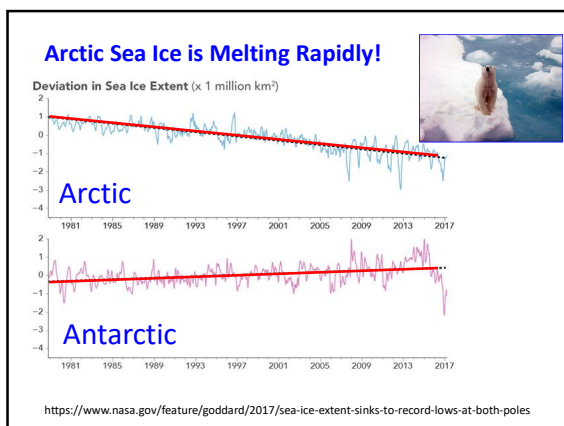 Arctic Sea Ice is Melting Rapidly!
Deviation in Sea Ice Extent (x 1 million km²)
2
1
0
−1
−2
−3
−4
Arctic
1981 1985 1989 1993 1997 2001 2005 2009 2013 2017
2
1
0
−1
−2
−3
−4
Antarctic
1981 1985 1989 1993 1997 2001 2005 2009 2013 2017
https://www.nasa.gov/feature/goddard/2017/sea-ice-extent-sinks-to-record-lows-at-both-poles